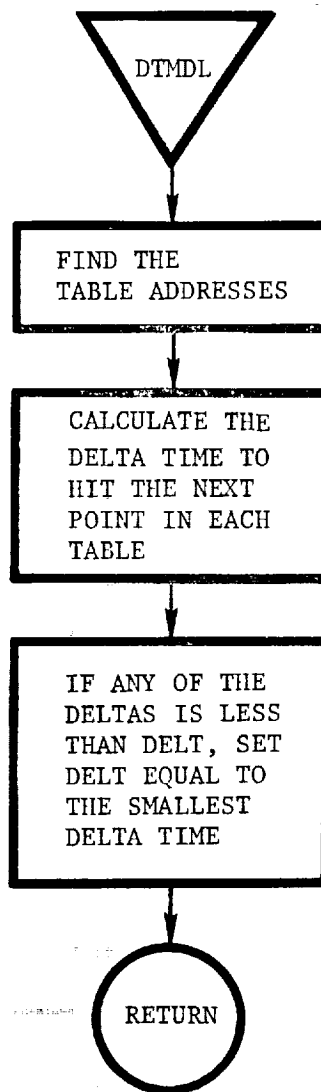 DTMDL
FIND THE
TABLE ADDRESSES
CALCULATE THE
DELTA TIME TO
HIT THE NEXT
POINT IN EACH
TABLE
IF ANY OF THE
DELTAS IS LESS
THAN DELT, SET
DELT EQUAL TO
THE SMALLEST
DELTA TIME
RETURN